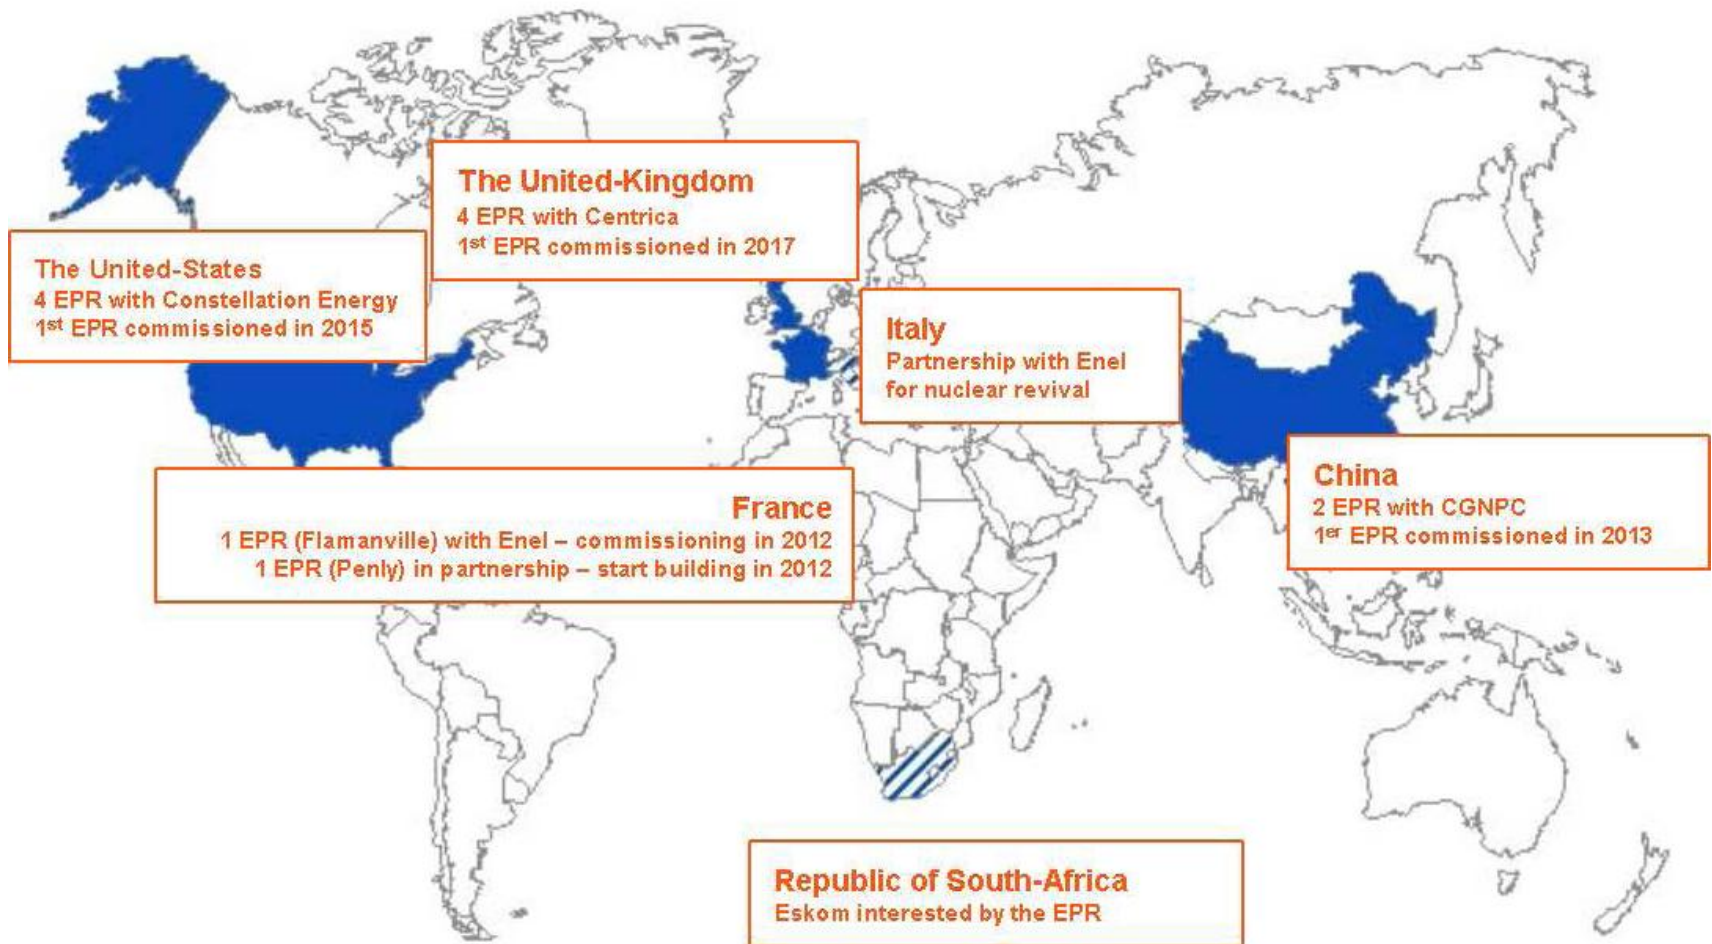 The United-Kingdom
4 EPR with Centrica
1st EPR commissioned in 2017
The United-States
4 EPR with Constellation Energy
1st EPR commissioned in 2015
Italy
Partnership with Enel
for nuclear revival
China
2 EPR with CGNPC
1er EPR commissioned in 2013
France
1 EPR (Flamanville) with Enel – commissioning in 2012
1 EPR (Penly) in partnership – start building in 2012
Republic of South-Africa
Eskom interested by the EPR